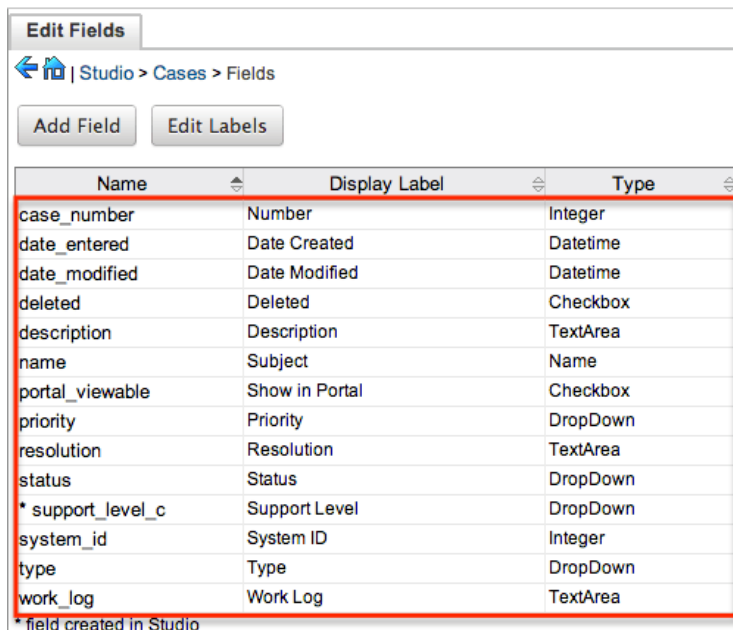 Edit Fields
| Studio > Cases > Fields
Add Field Edit Labels
Name Display Label Type
case_number Number Integer
date_entered Date Created Datetime
date_modified Date Modified Datetime
deleted Deleted Checkbox
description Description TextArea
name Subject Name
portal_viewable Show in Portal Checkbox
priority Priority DropDown
resolution Resolution TextArea
status Status DropDown
* support_level_c Support Level DropDown
system_id System ID Integer
type Type DropDown
work_log Work Log TextArea
* field created in Studio